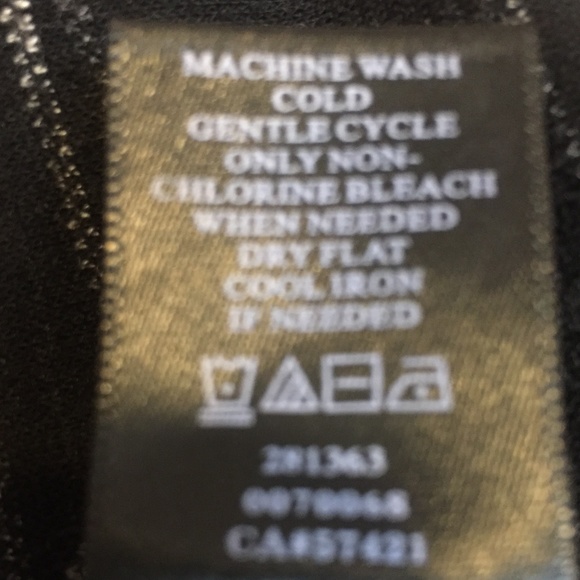 MACHINE WASH
COLD
GENTLE CYCLE
ONLY NON-
CHLORINE BLEACH
WHEN NEEDED
DRY FLAT
COOL IRON
IF NEEDED
281363
0070068
CA#57421